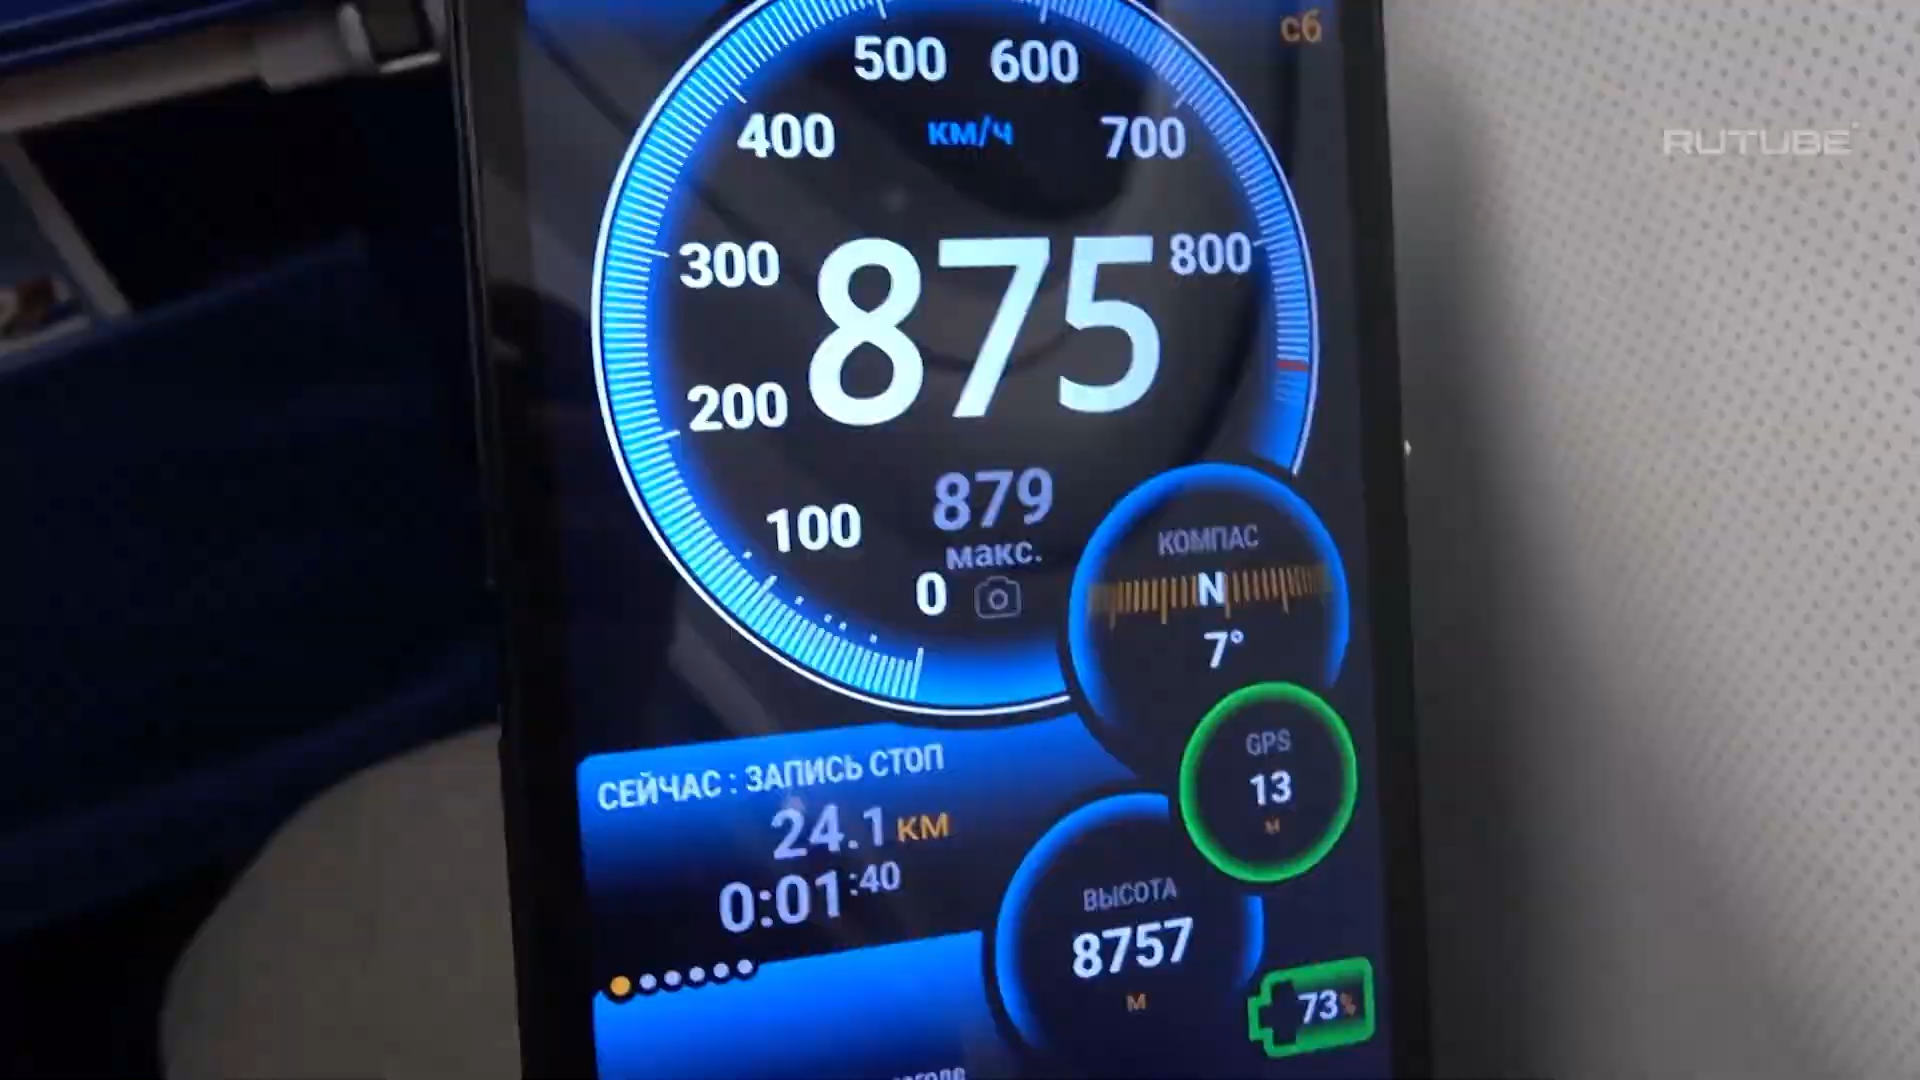 сб
500 600
400 КМ/Ч 700
RUTUBE
300 875 800
200
879
100 макс.
0
КОМПАС
N
7°
GPS
13
м
СЕЙЧАС : ЗАПИСЬ СТОП
24.1 КМ
0:01:40
ВЫСОТА
8757
м
73%